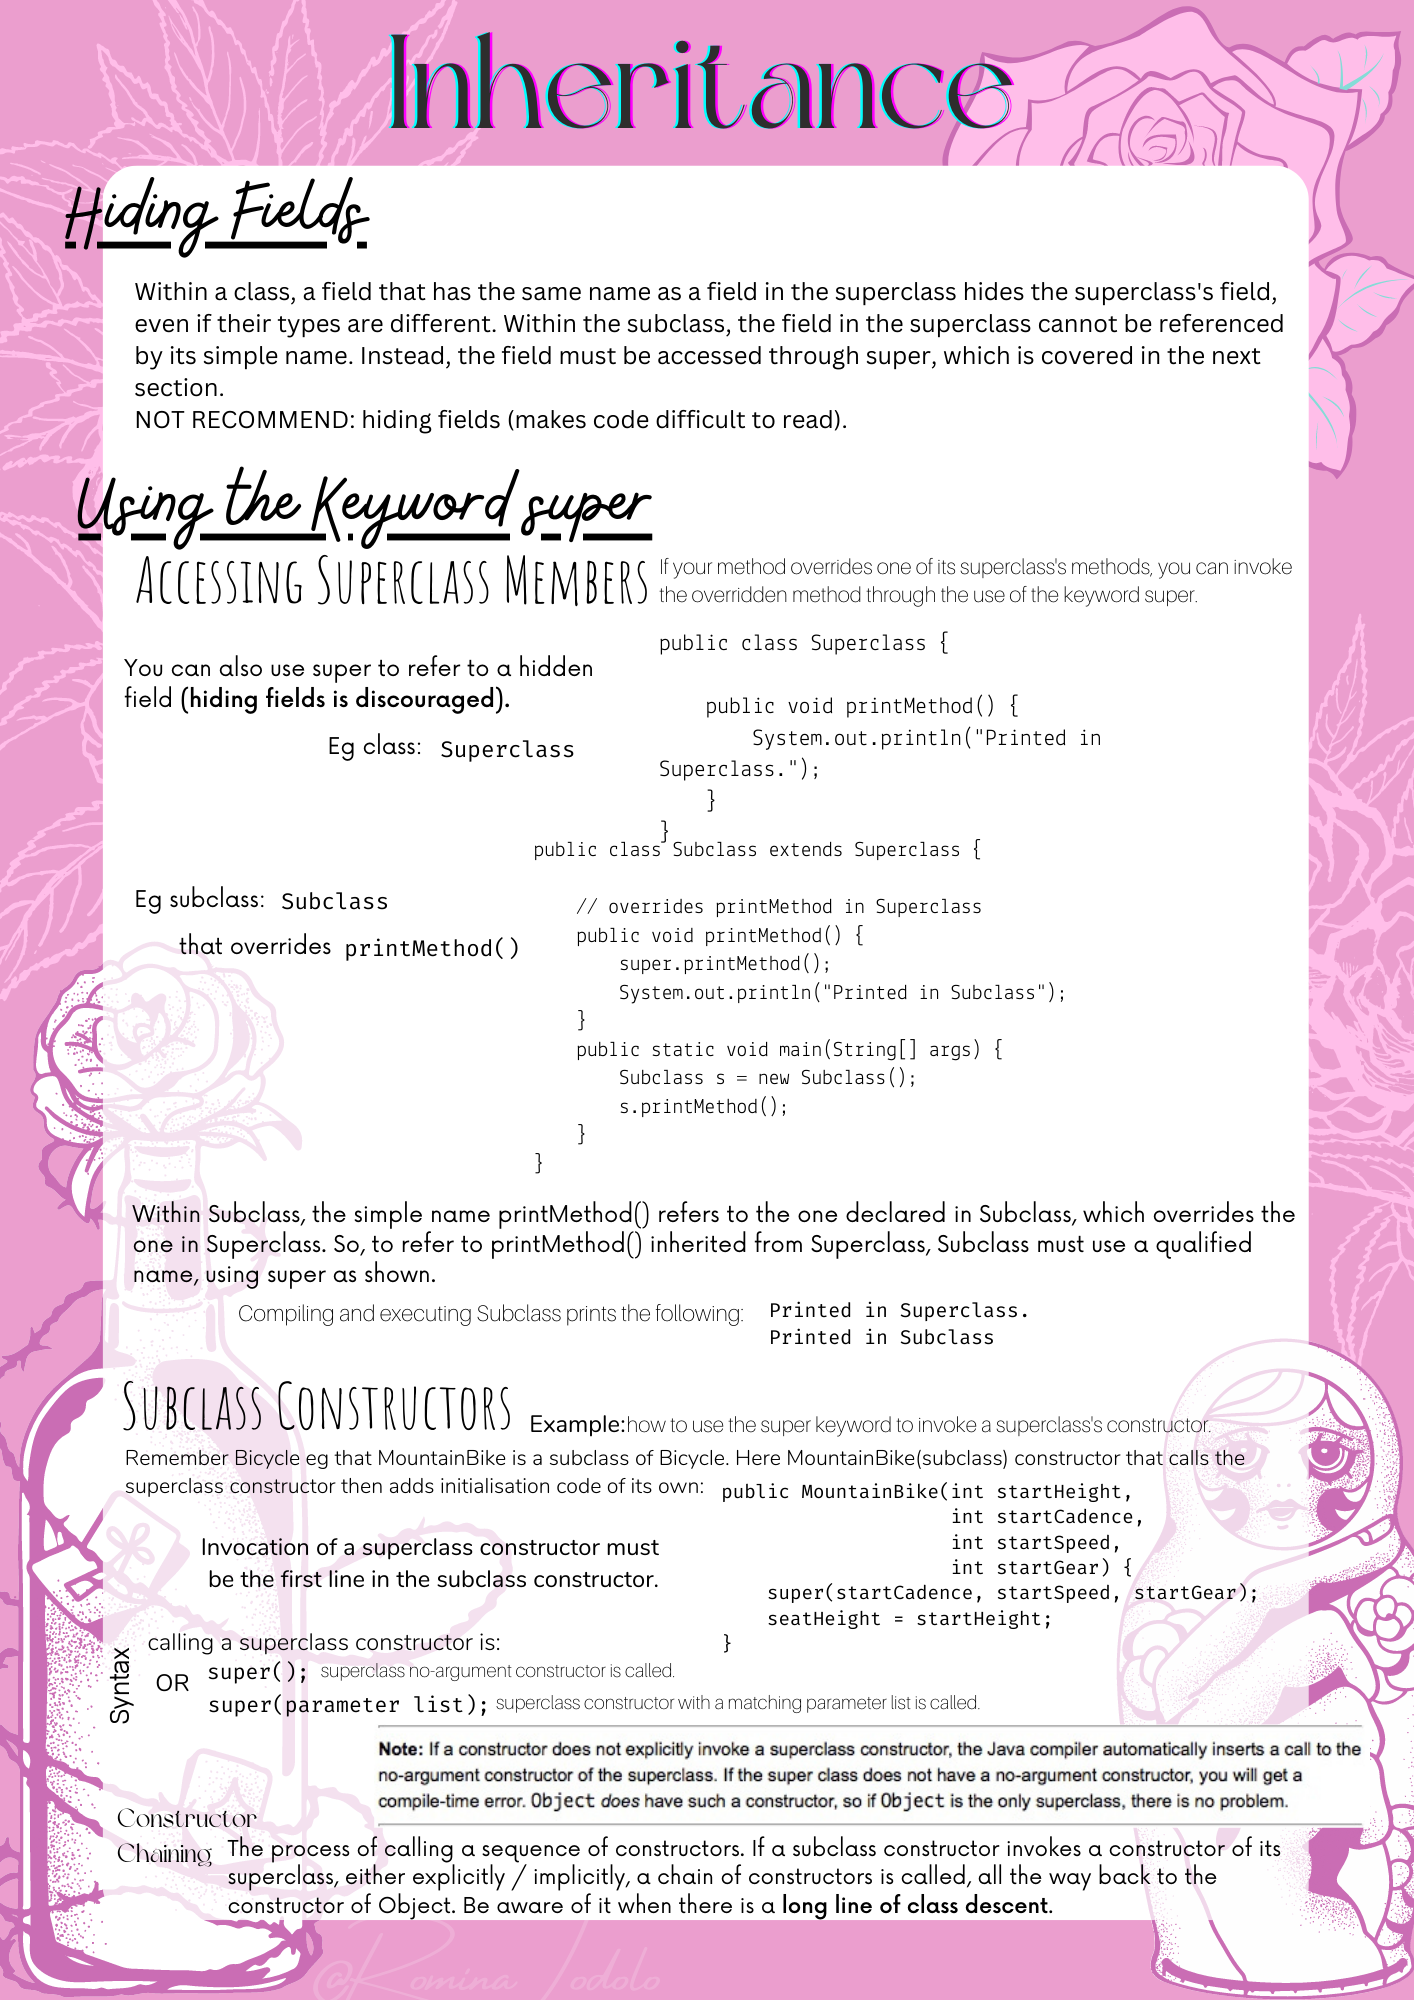 Inheritance
Hiding Fields
Within a class, a field that has the same name as a field in the superclass hides the superclass's field,
even if their types are different. Within the subclass, the field in the superclass cannot be referenced
by its simple name. Instead, the field must be accessed through super, which is covered in the next
section.
NOT RECOMMEND: hiding fields (makes code difficult to read).
Using the Keyword super
Accessing Superclass Members
If your method overrides one of its superclass's methods, you can invoke
the overridden method through the use of the keyword super.
You can also use super to refer to a hidden
field (hiding fields is discouraged).
Eg class: Superclass
public class Superclass {
    public void printMethod() {
        System.out.println("Printed in
Superclass.");
    }
}
Eg subclass: Subclass
that overrides printMethod()
public class Subclass extends Superclass {
    // overrides printMethod in Superclass
    public void printMethod() {
        super.printMethod();
        System.out.println("Printed in Subclass");
    }
    public static void main(String[] args) {
        Subclass s = new Subclass();
        s.printMethod();
    }
}
Within Subclass, the simple name printMethod() refers to the one declared in Subclass, which overrides the
one in Superclass. So, to refer to printMethod() inherited from Superclass, Subclass must use a qualified
name, using super as shown.
Compiling and executing Subclass prints the following:
Printed in Superclass.
Printed in Subclass
Subclass Constructors
Example:how to use the super keyword to invoke a superclass's constructor.
Remember Bicycle eg that MountainBike is a subclass of Bicycle. Here MountainBike(subclass) constructor that calls the
superclass constructor then adds initialisation code of its own:
public MountainBike(int startHeight,
                    int startCadence,
                    int startSpeed,
                    int startGear) {
    super(startCadence, startSpeed, startGear);
    seatHeight = startHeight;
}
Invocation of a superclass constructor must
be the first line in the subclass constructor.
Syntax
calling a superclass constructor is:
super(); superclass no-argument constructor is called.
OR
super(parameter list); superclass constructor with a matching parameter list is called.
Note: If a constructor does not explicitly invoke a superclass constructor, the Java compiler automatically inserts a call to the
no-argument constructor of the superclass. If the super class does not have a no-argument constructor, you will get a
compile-time error. Object does have such a constructor, so if Object is the only superclass, there is no problem.
Constructor
Chaining
The process of calling a sequence of constructors. If a subclass constructor invokes a constructor of its
superclass, either explicitly / implicitly, a chain of constructors is called, all the way back to the
constructor of Object. Be aware of it when there is a long line of class descent.
@Romina Iodolo